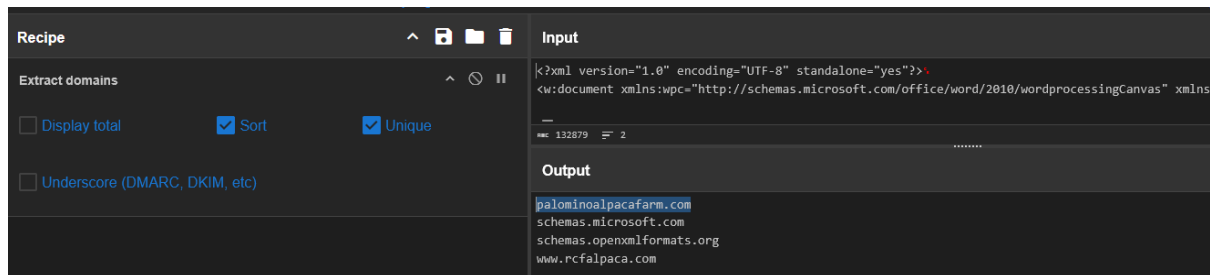 Recipe
Extract domains
Display total
Sort
Unique
Underscore (DMARC, DKIM, etc)
Input
<?xml version="1.0" encoding="UTF-8" standalone="yes"?>
<w:document xmlns:wpc="http://schemas.microsoft.com/office/word/2010/wordprocessingCanvas" xmlns
132879 2
Output
palominoalpacafarm.com
schemas.microsoft.com
schemas.openxmlformats.org
www.rcfalpaca.com